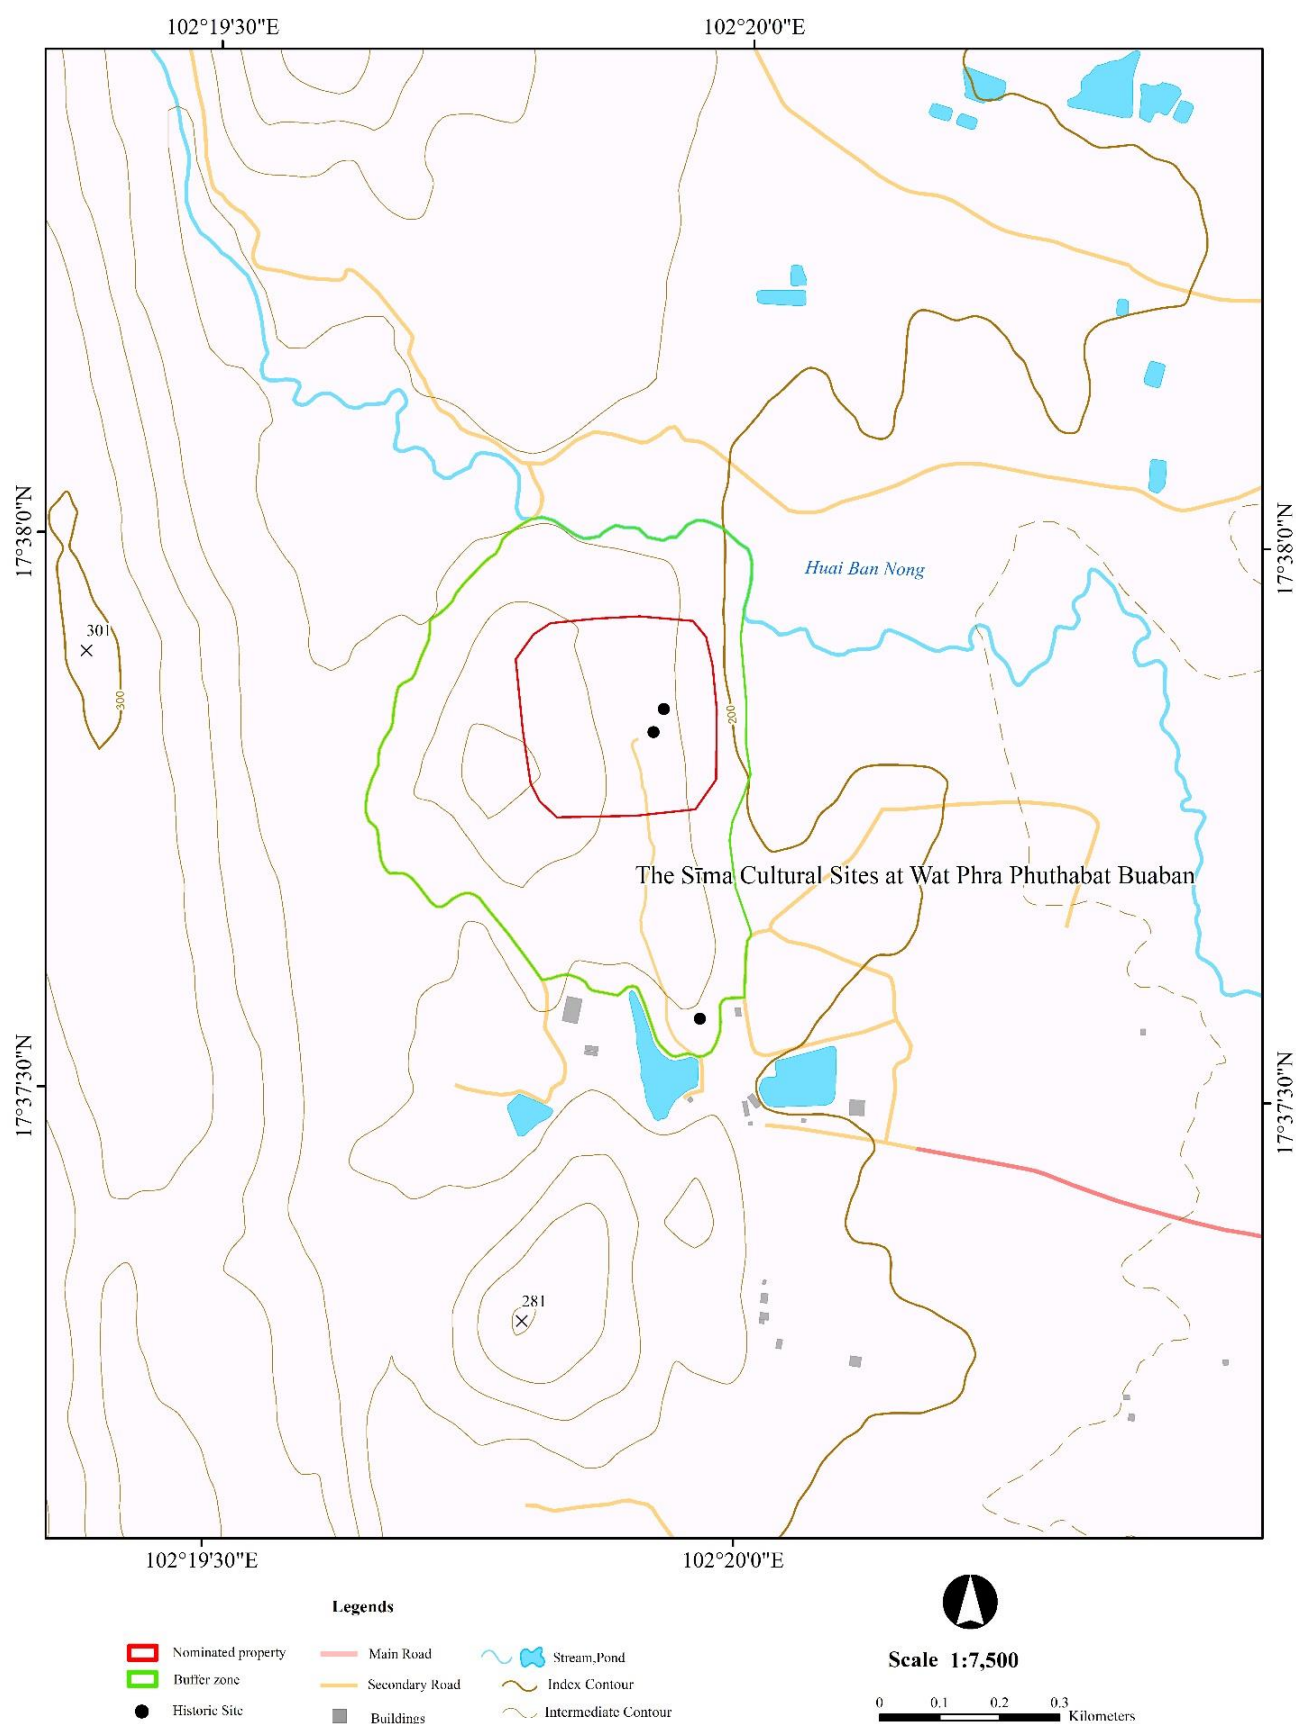 102°19'30"E 102°20'0"E
17°38'0"N 17°38'0"N
Huai Ban Nong
301
300
200
The Sīma Cultural Sites at Wat Phra Phuthabat Buaban
17°37'30"N 17°37'30"N
281
102°19'30"E 102°20'0"E
Legends
Nominated property Main Road Stream,Pond
Buffer zone Secondary Road Index Contour
Historic Site Buildings Intermediate Contour
Scale 1:7,500
0 0.1 0.2 0.3
Kilometers